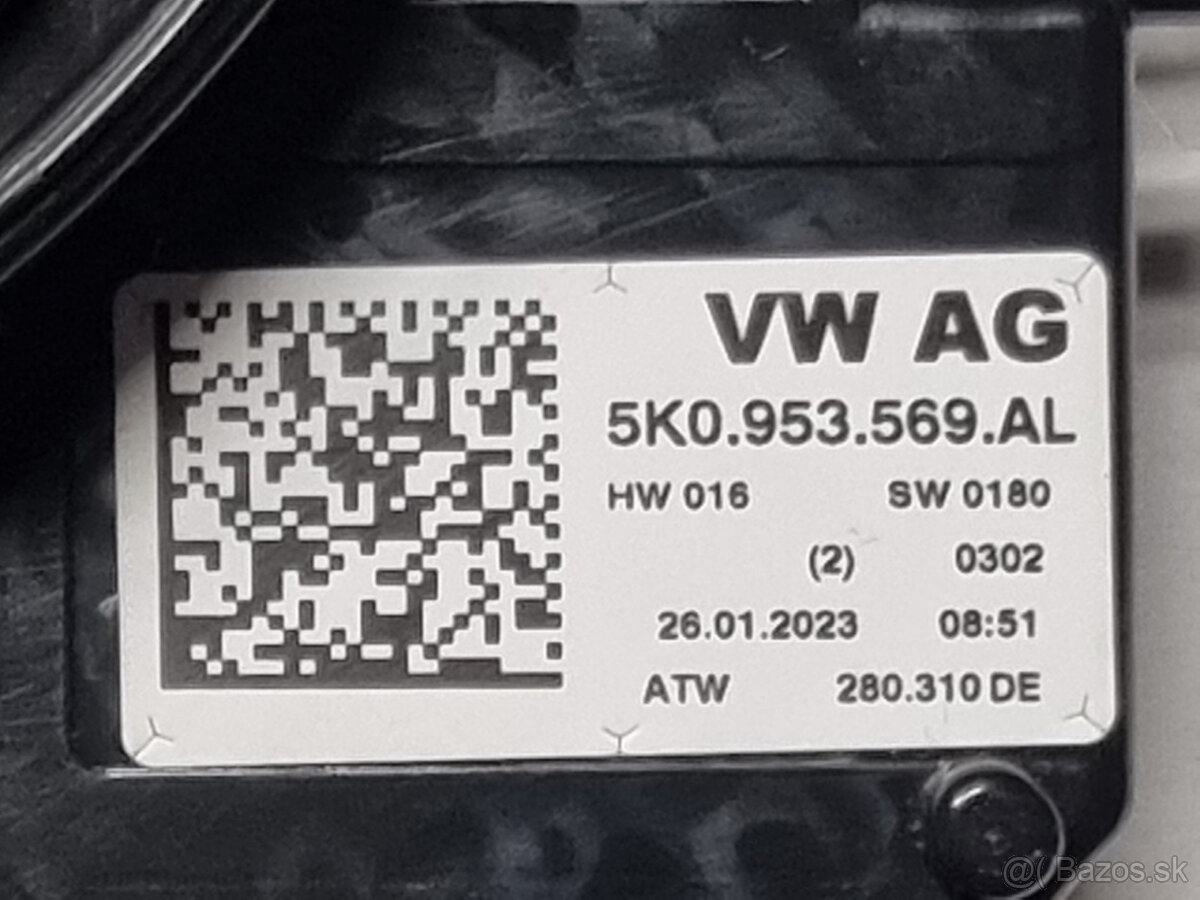 VW AG
5K0.953.569.AL
HW 016 SW 0180
(2) 0302
26.01.2023 08:51
ATW 280.310 DE
@( Bazos.sk